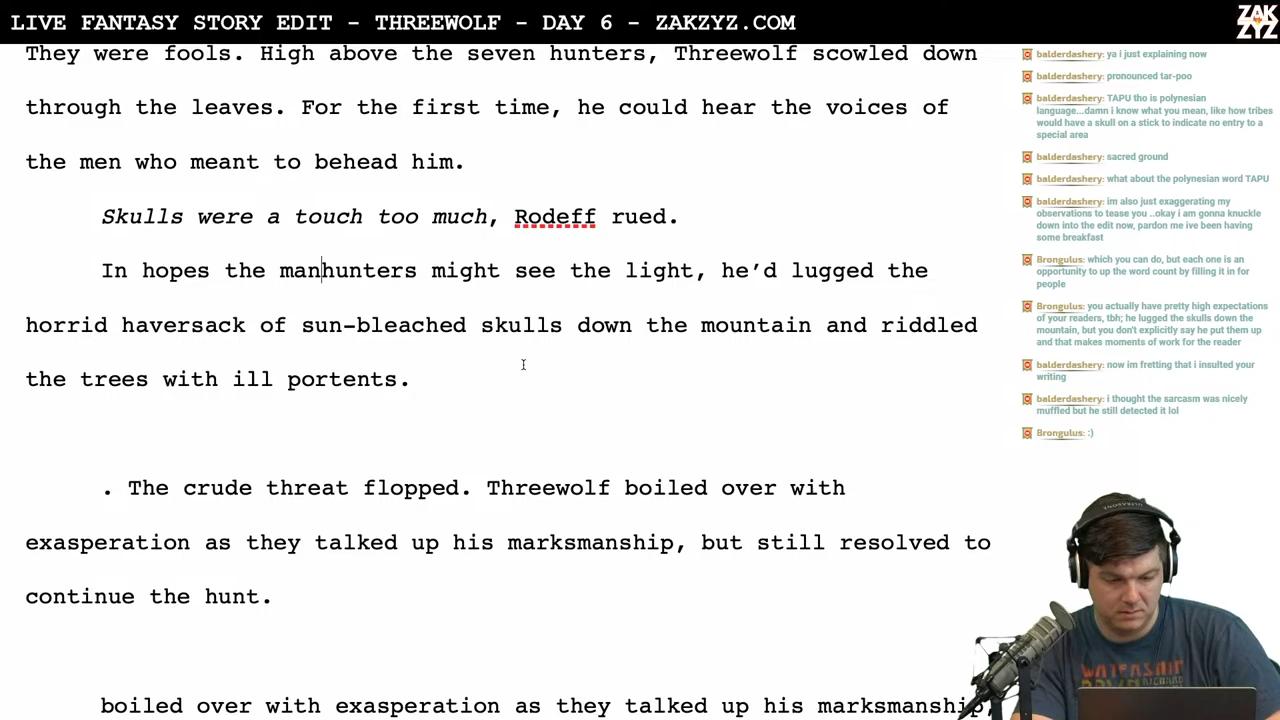 LIVE FANTASY STORY EDIT - THREEWOLF - DAY 6 - ZAKZYZ.COM
ZAK
ZYZ
They were fools. High above the seven hunters, Threewolf scowled down
through the leaves. For the first time, he could hear the voices of
the men who meant to behead him.
Skulls were a touch too much, Rodeff rued.
In hopes the manhunters might see the light, he’d lugged the
horrid haversack of sun-bleached skulls down the mountain and riddled
the trees with ill portents.
. The crude threat flopped. Threewolf boiled over with
exasperation as they talked up his marksmanship, but still resolved to
continue the hunt.
boiled over with exasperation as they talked up his marksmanship,
balderdashery: ya i just explaining now
balderdashery: pronounced tar-poo
balderdashery: TAPU tho is polynesian
language...damn i know what you mean, like how tribes
would have a skull on a stick to indicate no entry to a
special area
balderdashery: sacred ground
balderdashery: what about the polynesian word TAPU
balderdashery: im also just exaggerating my
observations to tease you ..okay i am gonna knuckle
down into the edit now, pardon me ive been having
some breakfast
Brongulus: which you can do, but each one is an
opportunity to up the word count by filling it in for
people
Brongulus: you actually have pretty high expectations
of your readers, tbh; he lugged the skulls down the
mountain, but you don't explicitly say he put them up
and that makes moments of work for the reader
balderdashery: now im fretting that i insulted your
writing
balderdashery: i thought the sarcasm was nicely
muffled but he still detected it lol
Brongulus: :)